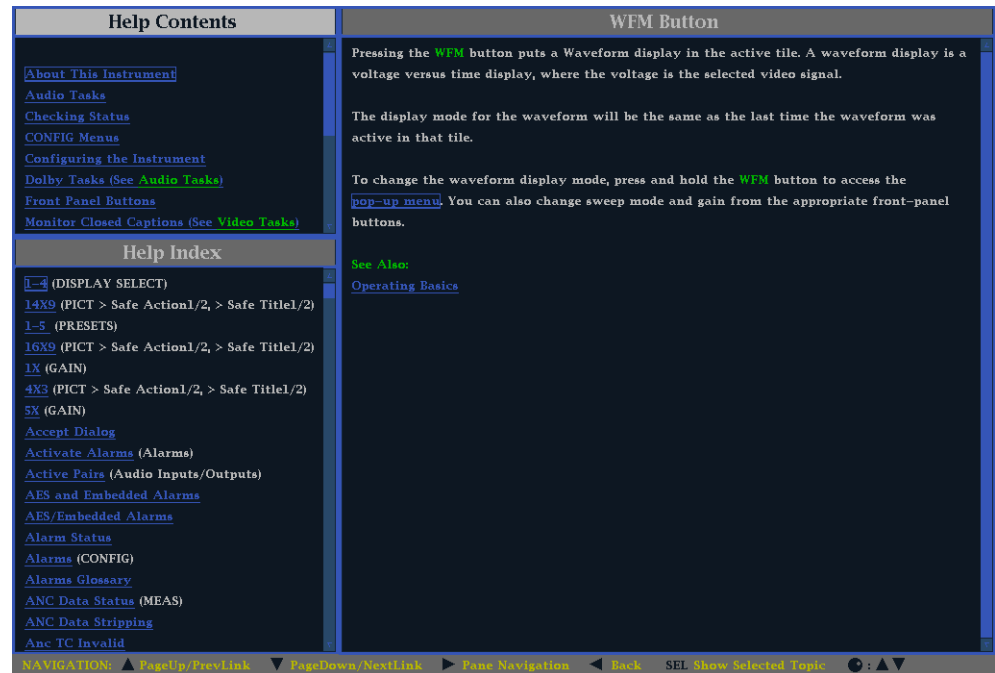 Help Contents
About This Instrument
Audio Tasks
Checking Status
CONFIG Menus
Configuring the Instrument
Dolby Tasks (See Audio Tasks)
Front Panel Buttons
Monitor Closed Captions (See Video Tasks)
Help Index
1-4 (DISPLAY SELECT)
14X9 (PICT > Safe Action1/2, > Safe Title1/2)
1-5 (PRESETS)
16X9 (PICT > Safe Action1/2, > Safe Title1/2)
1X (GAIN)
4X3 (PICT > Safe Action1/2, > Safe Title1/2)
5X (GAIN)
Accept Dialog
Activate Alarms (Alarms)
Active Pairs (Audio Inputs/Outputs)
AES and Embedded Alarms
AES/Embedded Alarms
Alarm Status
Alarms (CONFIG)
Alarms Glossary
ANC Data Status (MEAS)
ANC Data Stripping
Anc TC Invalid
WFM Button
Pressing the WFM button puts a Waveform display in the active tile. A waveform display is a
voltage versus time display, where the voltage is the selected video signal.
The display mode for the waveform will be the same as the last time the waveform was
active in that tile.
To change the waveform display mode, press and hold the WFM button to access the
pop-up menu. You can also change sweep mode and gain from the appropriate front-panel
buttons.
See Also:
Operating Basics
NAVIGATION: ▲ PageUp/PrevLink ▼ PageDown/NextLink ► Pane Navigation ◄ Back SEL Show Selected Topic : ▲▼